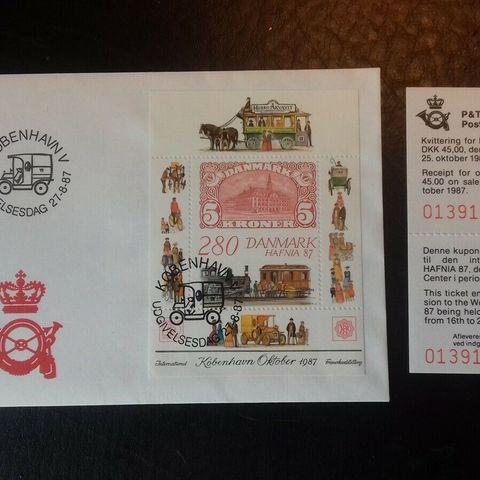 KØBENHAVN V
UDGIVELSESDAG 27-8-87
DANMARK
5 5
KRONER
280 DANMARK
HAFNIA 87
KØBENHAVN V
UDGIVELSESDAG 27-8-87
International København Oktober 1987
P&T
Post
Kvittering for
DKK 45,00, de
25. oktober 198
Receipt for o
45.00 on sale
tober 1987.
01391
Denne kupon
til den int
HAFNIA 87, de
Center i perio
This ticket en
sion to the Wo
87 being held
from 16th to 2
Afleveres
ved indg
01391